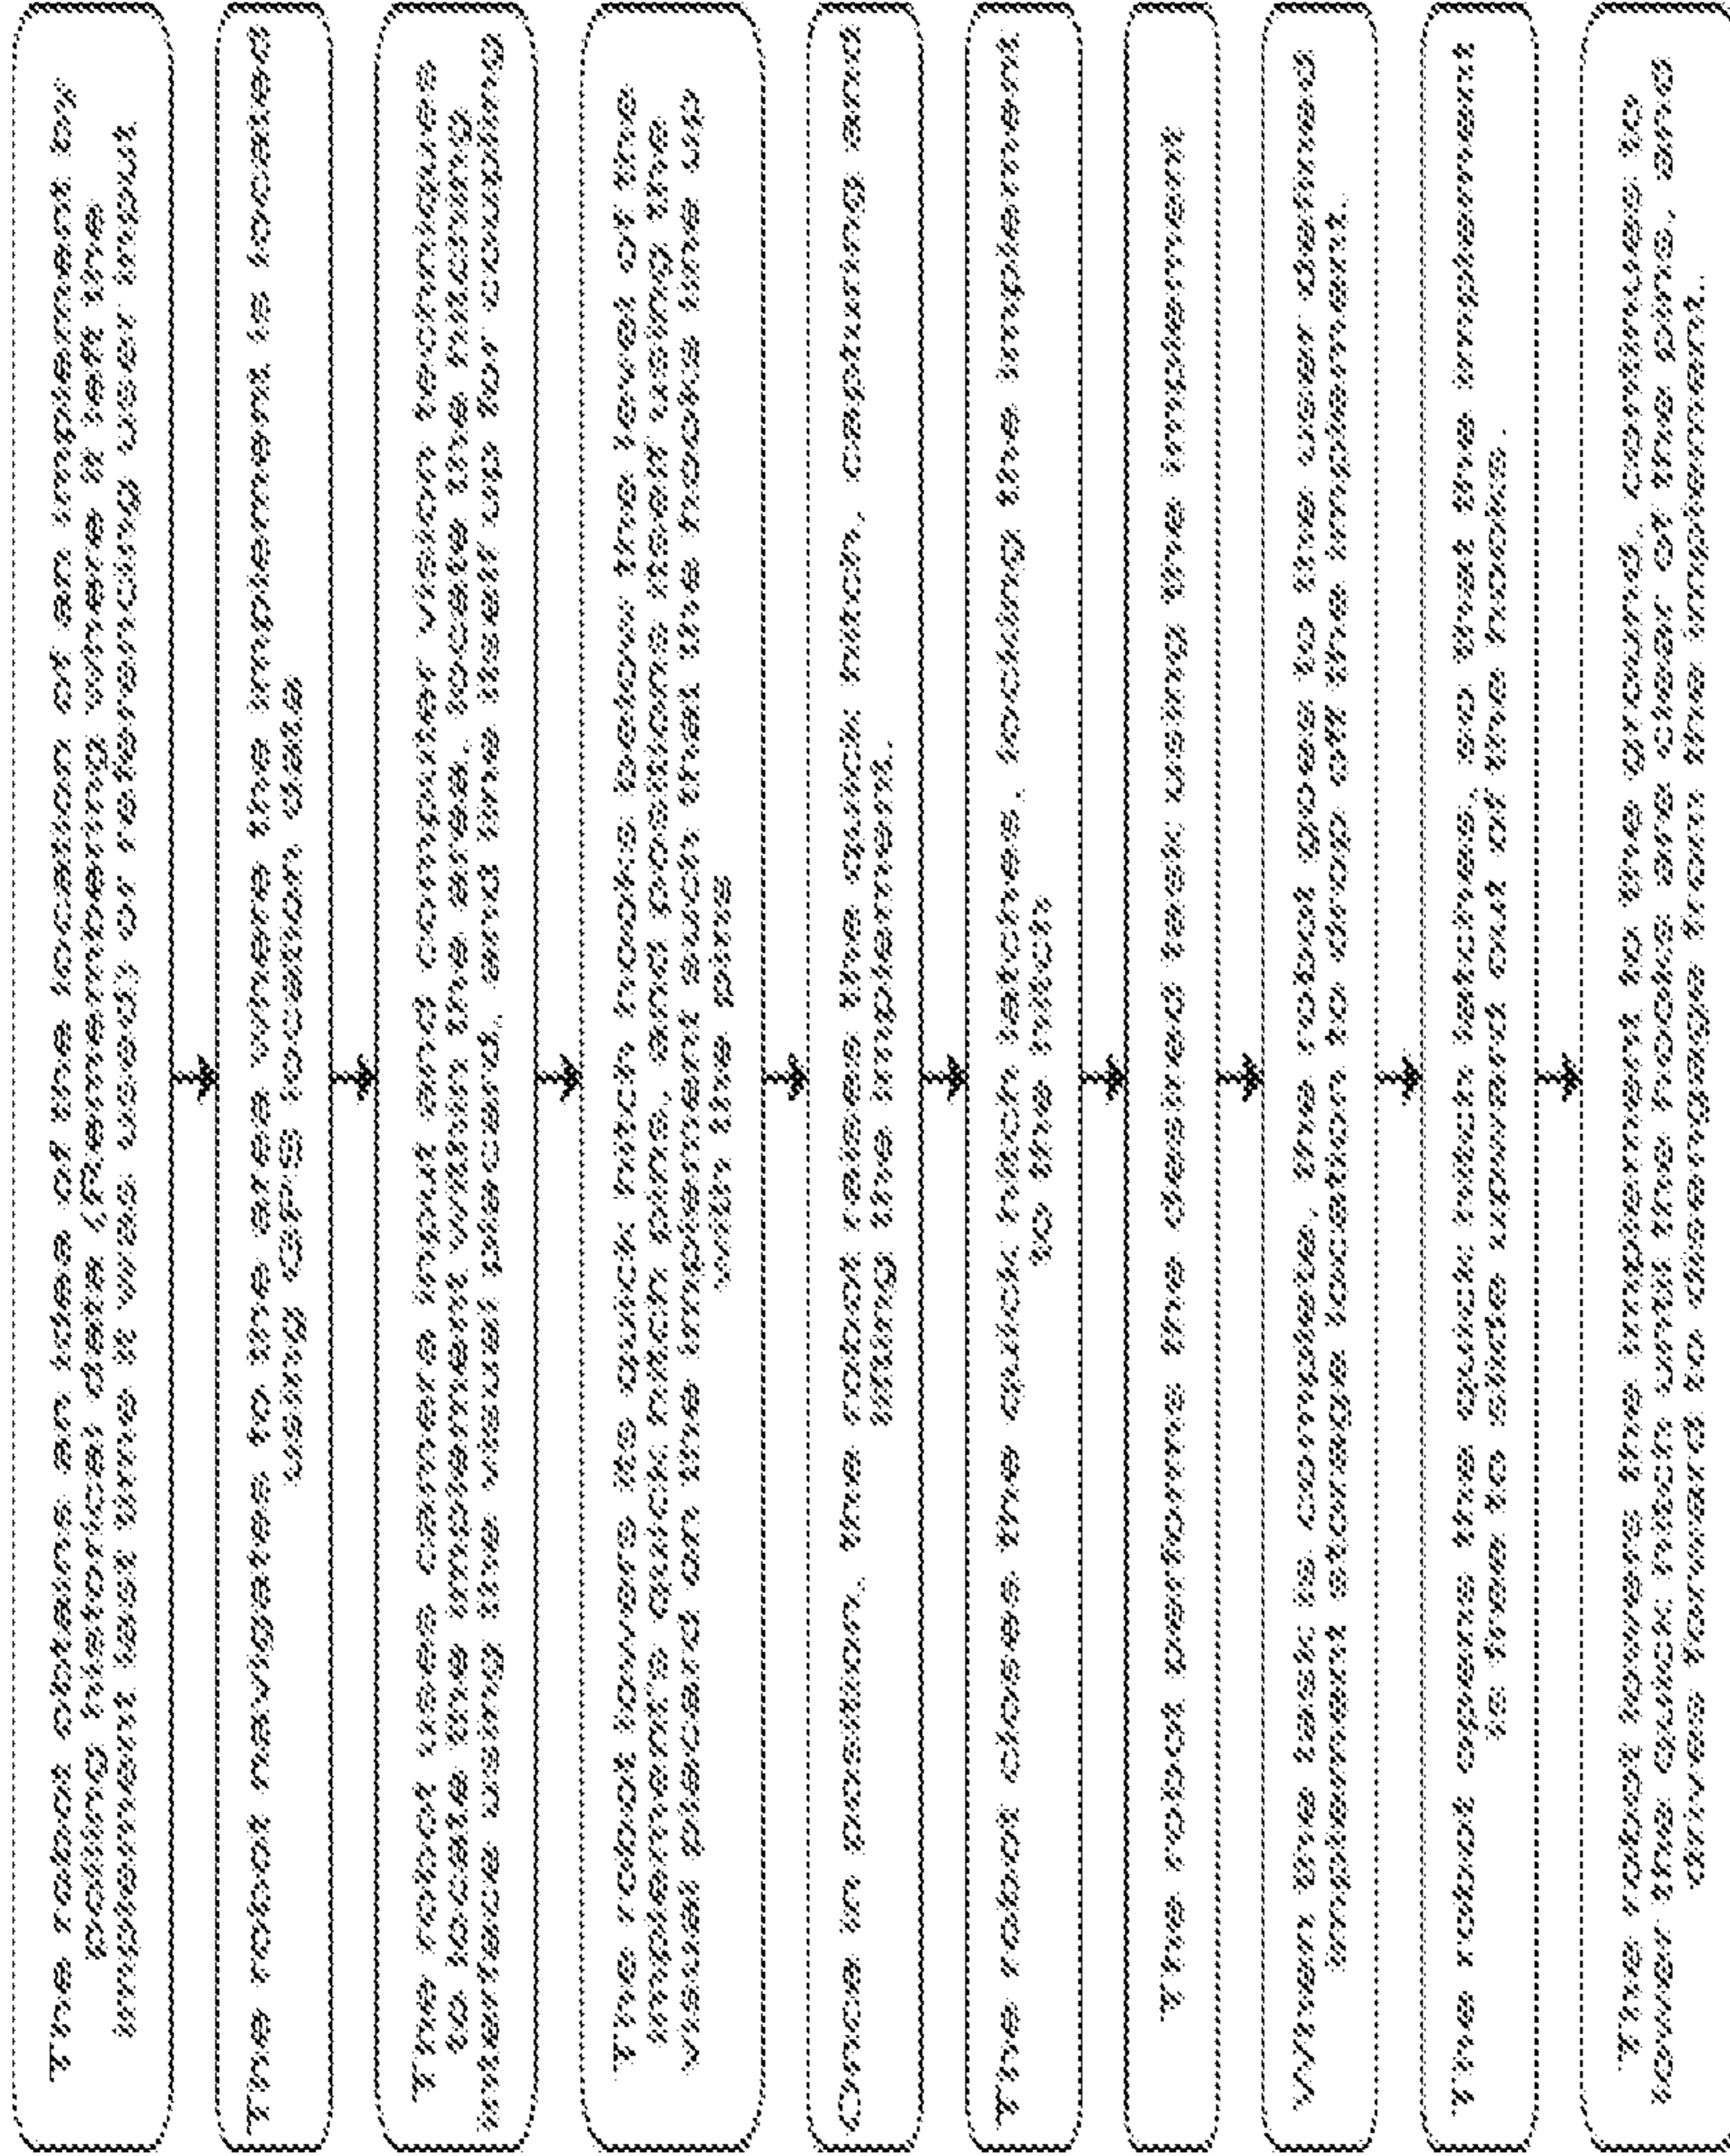 The robot obtains an idea of the location of an implement by
polling historical data (Remembering where it left the
implement last time it was used) or referencing user input.
The robot navigates to the area where the implement is located
using GPS location data
The robot uses camera input and computer vision techniques
to locate the implement within the area, locate the hitching
interface using the visual placard, and line itself up for coupling
The robot lowers its quick hitch hooks below the level of the
implement's quick hitch pins, and positions itself using the
visual placard on the implement such that the hooks line up
with the pins
Once in position, the robot raises the quick hitch, capturing and
lifting the implement.
The robot closes the quick hitch latches, locking the implement
to the hitch
The robot performs the desired task using the implement
When the task is complete, the robot goes to the user defined
implement storage location to drop off the implement.
The robot opens the quick hitch latches, so that the implement
is free to slide upward out of the hooks.
The robot lowers the implement to the ground, continues to
lower the quick hitch until the hooks are clear of the pins, and
drives forward to disengage from the implement.